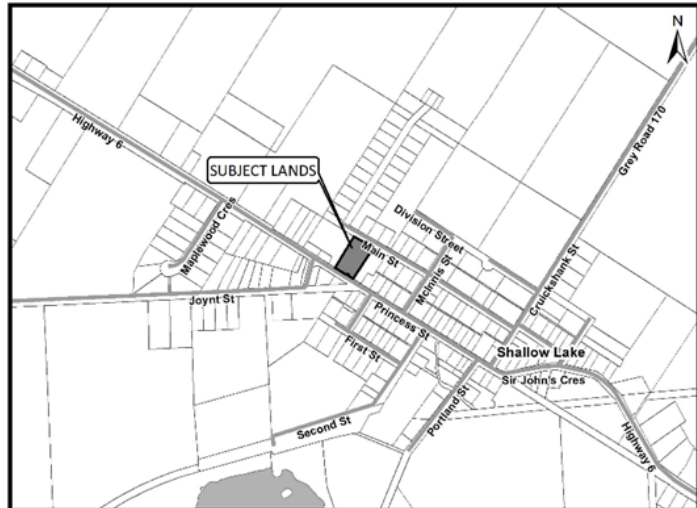 N
Highway 6
Grey Road 170
SUBJECT LANDS
Maplewood Cres
Division Street
Main St
McInnis St
Cruickshank St
Joynt St
Princess St
First St
Shallow Lake
Sir John's Cres
Portland St
Second St
Highway 6